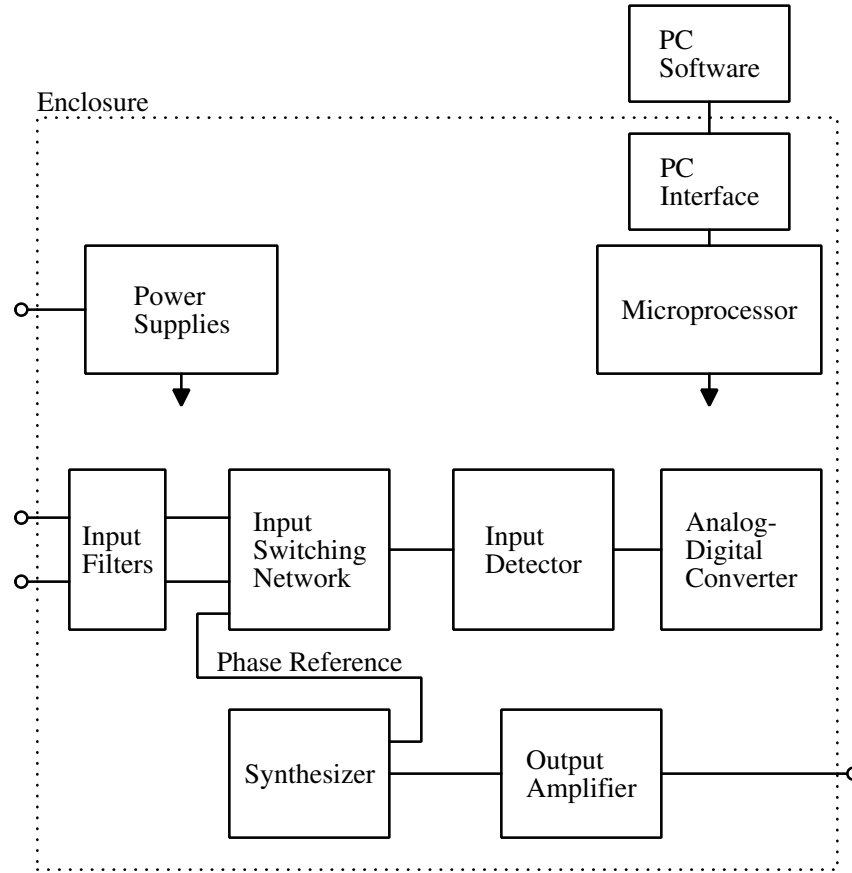 PC
Software
Enclosure
PC
Interface
Power
Supplies
Microprocessor
Input
Filters
Input
Switching
Network
Input
Detector
Analog-
Digital
Converter
Phase Reference
Synthesizer
Output
Amplifier